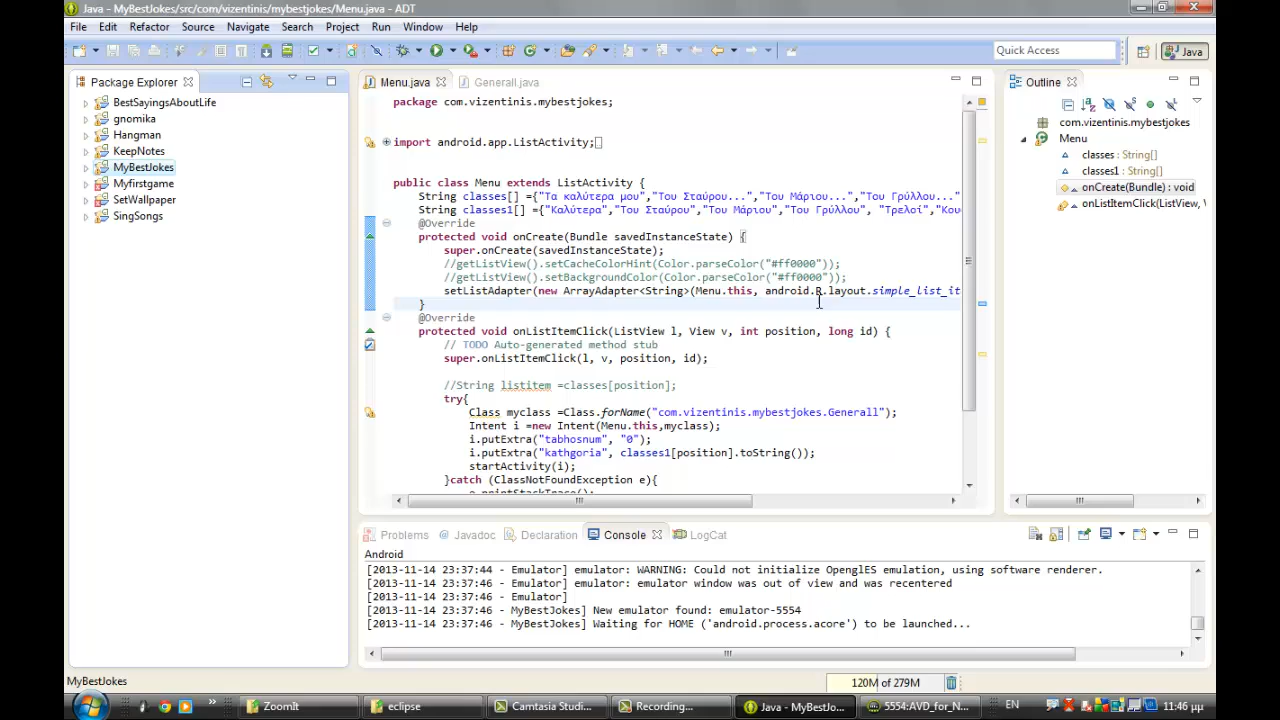 Java - MyBestJokes/src/com/vizentinis/mybestjokes/Menu.java - ADT
File Edit Refactor Source Navigate Search Project Run Window Help
Quick Access
Java
Package Explorer
BestSayingsAboutLife
gnomika
Hangman
KeepNotes
MyBestJokes
Myfirstgame
SetWallpaper
SingSongs
Menu.java
Generall.java
package com.vizentinis.mybestjokes;
import android.app.ListActivity;
public class Menu extends ListActivity {
String classes[] ={"Τα καλύτερα μου","Του Σταύρου...","Του Μάριου...","Του Γρύλλου..."
String classes1[] ={"Καλύτερα","Του Σταύρου","Του Μάριου","Του Γρύλλου", "Τρελοί","Κου
@Override
protected void onCreate(Bundle savedInstanceState) {
super.onCreate(savedInstanceState);
//getListView().setCacheColorHint(Color.parseColor("#ff0000"));
//getListView().setBackgroundColor(Color.parseColor("#ff0000"));
setListAdapter(new ArrayAdapter<String>(Menu.this, android.R.layout.simple_list_it
}
@Override
protected void onListItemClick(ListView l, View v, int position, long id) {
// TODO Auto-generated method stub
super.onListItemClick(l, v, position, id);
//String listitem =classes[position];
try{
Class myclass =Class.forName("com.vizentinis.mybestjokes.Generall");
Intent i =new Intent(Menu.this,myclass);
i.putExtra("tabhosnum", "0");
i.putExtra("kathgoria", classes1[position].toString());
startActivity(i);
}catch (ClassNotFoundException e){
e.printStackTrace();
Outline
com.vizentinis.mybestjokes
Menu
classes : String[]
classes1 : String[]
onCreate(Bundle) : void
onListItemClick(ListView, V
Problems Javadoc Declaration Console LogCat
Android
[2013-11-14 23:37:44 - Emulator] emulator: WARNING: Could not initialize OpenglES emulation, using software renderer.
[2013-11-14 23:37:46 - Emulator] emulator: emulator window was out of view and was recentered
[2013-11-14 23:37:46 - Emulator]
[2013-11-14 23:37:46 - MyBestJokes] New emulator found: emulator-5554
[2013-11-14 23:37:46 - MyBestJokes] Waiting for HOME ('android.process.acore') to be launched...
MyBestJokes
120M of 279M
ZoomIt
eclipse
Camtasia Studi...
Recording...
Java - MyBestJo...
5554:AVD_for_N...
EN
11:46 μμ